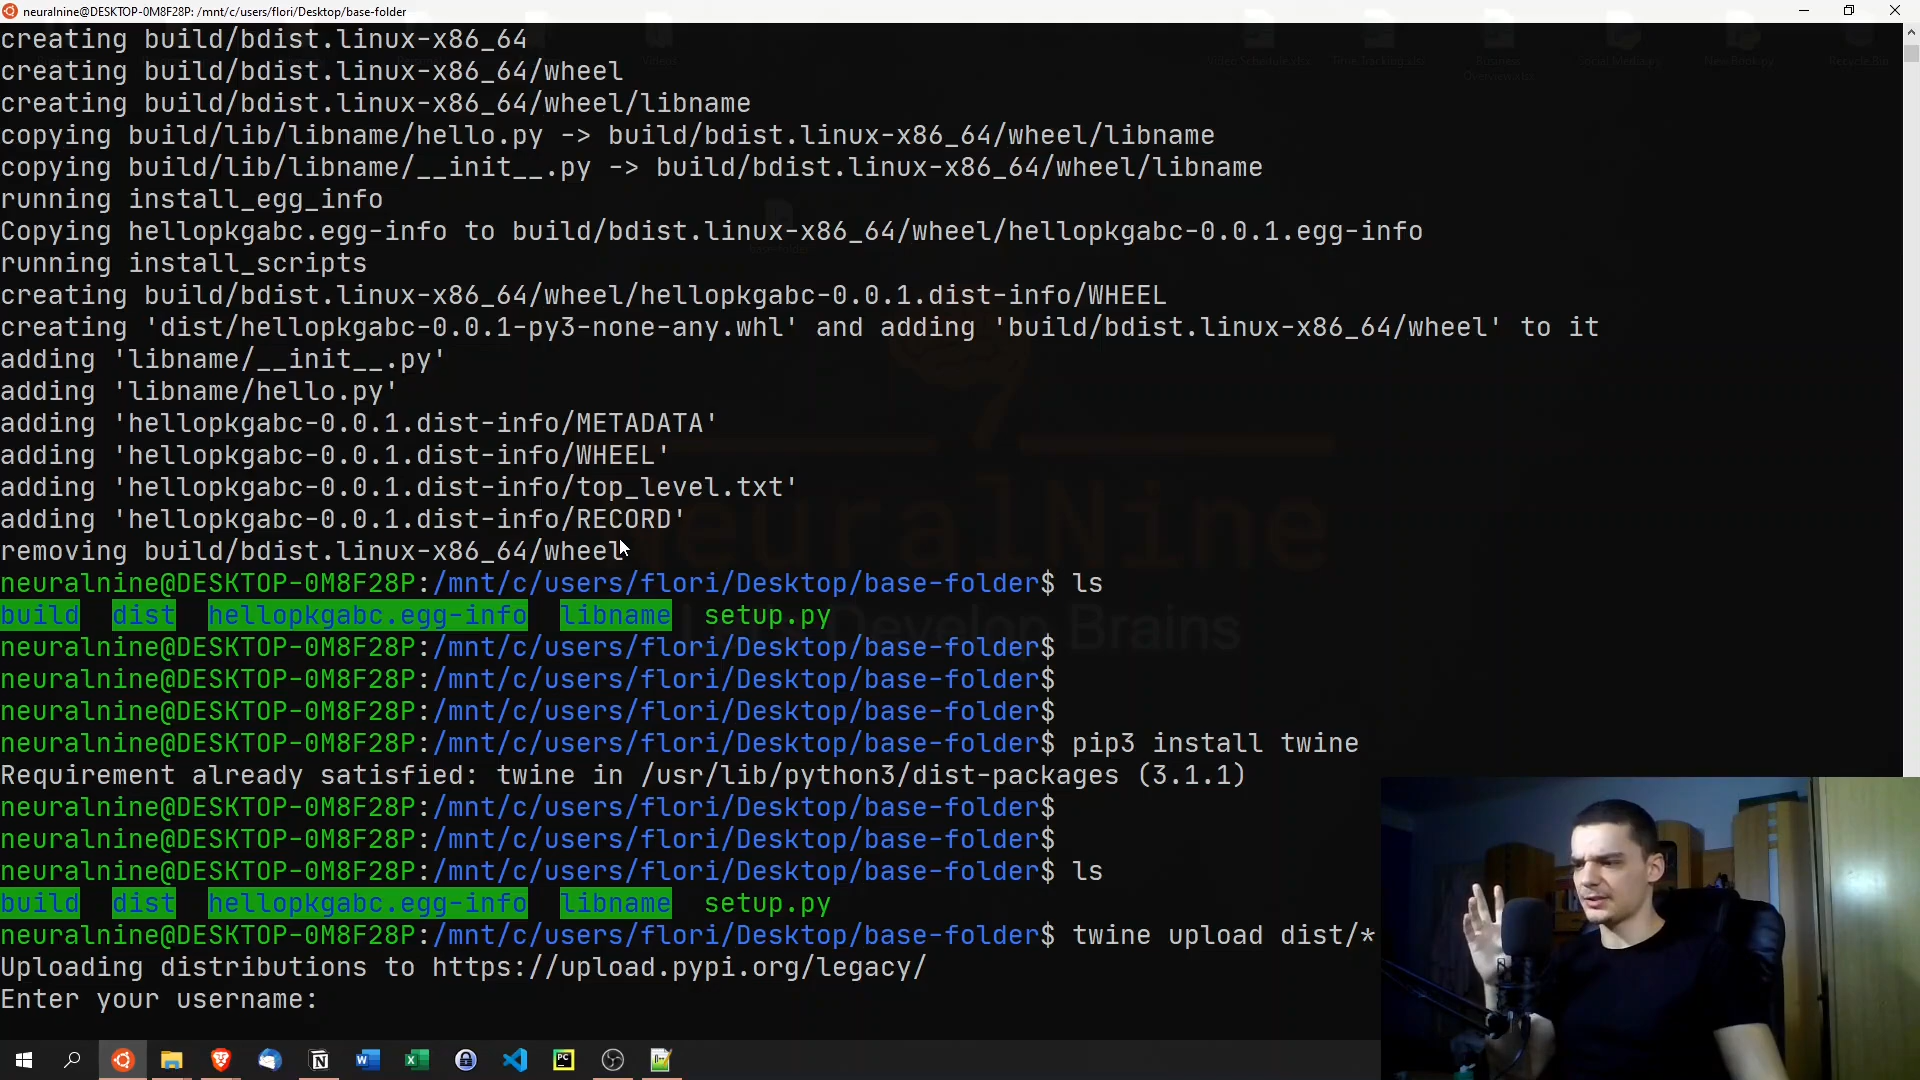 neuralnine@DESKTOP-0M8F28P: /mnt/c/users/flori/Desktop/base-folder
creating build/bdist.linux-x86_64
creating build/bdist.linux-x86_64/wheel
creating build/bdist.linux-x86_64/wheel/libname
copying build/lib/libname/hello.py -> build/bdist.linux-x86_64/wheel/libname
copying build/lib/libname/__init__.py -> build/bdist.linux-x86_64/wheel/libname
running install_egg_info
Copying hellopkgabc.egg-info to build/bdist.linux-x86_64/wheel/hellopkgabc-0.0.1.egg-info
running install_scripts
creating build/bdist.linux-x86_64/wheel/hellopkgabc-0.0.1.dist-info/WHEEL
creating 'dist/hellopkgabc-0.0.1-py3-none-any.whl' and adding 'build/bdist.linux-x86_64/wheel' to it
adding 'libname/__init__.py'
adding 'libname/hello.py'
adding 'hellopkgabc-0.0.1.dist-info/METADATA'
adding 'hellopkgabc-0.0.1.dist-info/WHEEL'
adding 'hellopkgabc-0.0.1.dist-info/top_level.txt'
adding 'hellopkgabc-0.0.1.dist-info/RECORD'
removing build/bdist.linux-x86_64/wheel
neuralnine@DESKTOP-0M8F28P:/mnt/c/users/flori/Desktop/base-folder$ ls
build dist hellopkgabc.egg-info libname setup.py
neuralnine@DESKTOP-0M8F28P:/mnt/c/users/flori/Desktop/base-folder$
neuralnine@DESKTOP-0M8F28P:/mnt/c/users/flori/Desktop/base-folder$
neuralnine@DESKTOP-0M8F28P:/mnt/c/users/flori/Desktop/base-folder$
neuralnine@DESKTOP-0M8F28P:/mnt/c/users/flori/Desktop/base-folder$ pip3 install twine
Requirement already satisfied: twine in /usr/lib/python3/dist-packages (3.1.1)
neuralnine@DESKTOP-0M8F28P:/mnt/c/users/flori/Desktop/base-folder$
neuralnine@DESKTOP-0M8F28P:/mnt/c/users/flori/Desktop/base-folder$
neuralnine@DESKTOP-0M8F28P:/mnt/c/users/flori/Desktop/base-folder$ ls
build dist hellopkgabc.egg-info libname setup.py
neuralnine@DESKTOP-0M8F28P:/mnt/c/users/flori/Desktop/base-folder$ twine upload dist/*
Uploading distributions to https://upload.pypi.org/legacy/
Enter your username:
NeuralNine
Develop Brains